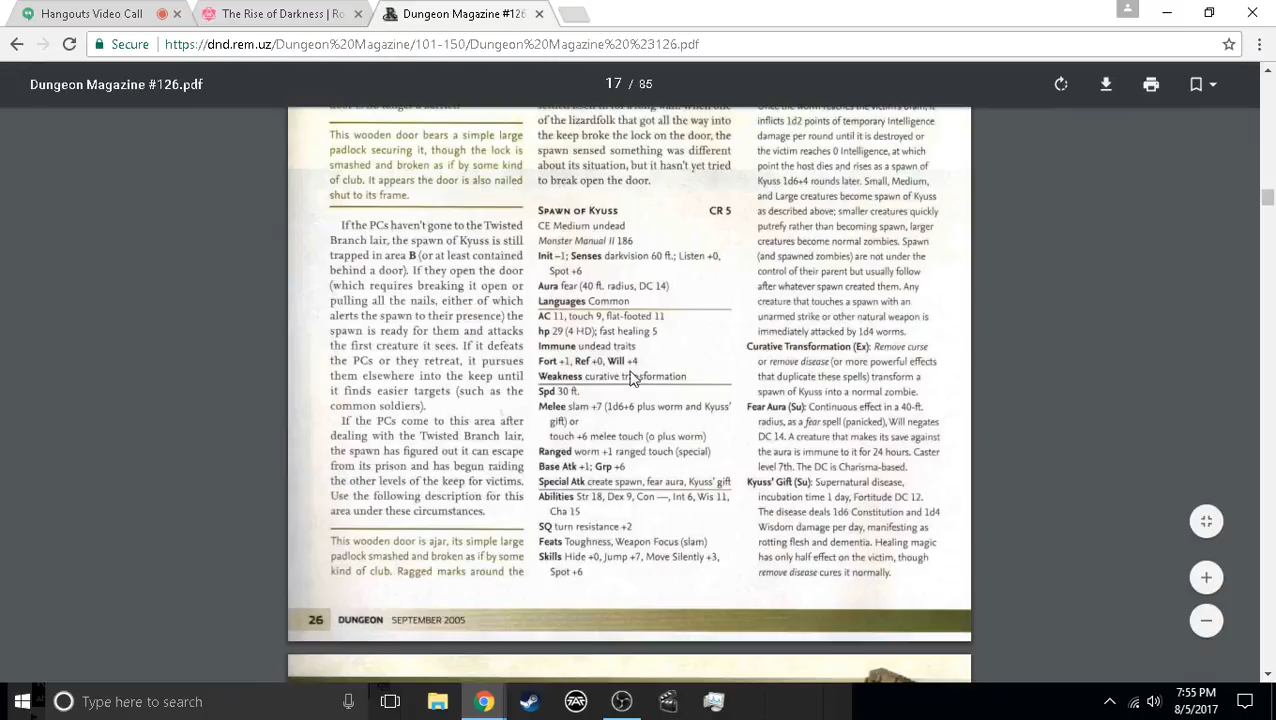 Hangouts Video Call
The Rise of Darkness | Ro
Dungeon Magazine #126
Secure
https://dnd.rem.uz/Dungeon%20Magazine/101-150/Dungeon%20Magazine%20%23126.pdf
Dungeon Magazine #126.pdf
17 / 85
This wooden door bears a simple large
padlock securing it, though the lock is
smashed and broken as if by some kind
of club. It appears the door is also nailed
shut to its frame.
If the PCs haven't gone to the Twisted
Branch lair, the spawn of Kyuss is still
trapped in area B (or at least contained
behind a door). If they open the door
(which requires breaking it open or
pulling all the nails, either of which
alerts the spawn to their presence) the
spawn is ready for them and attacks
the first creature it sees. If it defeats
the PCs or they retreat, it pursues
them elsewhere into the keep until
it finds easier targets (such as the
common soldiers).
If the PCs come to this area after
dealing with the Twisted Branch lair,
the spawn has figured out it can escape
from its prison and has begun raiding
the other levels of the keep for victims.
Use the following description for this
area under these circumstances.
This wooden door is ajar, its simple large
padlock smashed and broken as if by some
kind of club. Ragged marks around the
of the lizardfolk that got all the way into
the keep broke the lock on the door, the
spawn sensed something was different
about its situation, but it hasn't yet tried
to break open the door.
Spawn of Kyuss CR 5
CE Medium undead
Monster Manual II 186
Init –1; Senses darkvision 60 ft.; Listen +0,
Spot +6
Aura fear (40 ft. radius, DC 14)
Languages Common
AC 11, touch 9, flat-footed 11
hp 29 (4 HD); fast healing 5
Immune undead traits
Fort +1, Ref +0, Will +4
Weakness curative transformation
Spd 30 ft.
Melee slam +7 (1d6+6 plus worm and Kyuss'
gift) or
touch +6 melee touch (0 plus worm)
Ranged worm +1 ranged touch (special)
Base Atk +1; Grp +6
Special Atk create spawn, fear aura, Kyuss' gift
Abilities Str 18, Dex 9, Con —, Int 6, Wis 11,
Cha 15
SQ turn resistance +2
Feats Toughness, Weapon Focus (slam)
Skills Hide +0, Jump +7, Move Silently +3,
Spot +6
Once the worm reaches the victim's brain, it
inflicts 1d2 points of temporary Intelligence
damage per round until it is destroyed or
the victim reaches 0 Intelligence, at which
point the host dies and rises as a spawn of
Kyuss 1d6+4 rounds later. Small, Medium,
and Large creatures become spawn of Kyuss
as described above; smaller creatures quickly
putrefy rather than becoming spawn, larger
creatures become normal zombies. Spawn
(and spawned zombies) are not under the
control of their parent but usually follow
after whatever spawn created them. Any
creature that touches a spawn with an
unarmed strike or other natural weapon is
immediately attacked by 1d4 worms.
Curative Transformation (Ex): Remove curse
or remove disease (or more powerful effects
that duplicate these spells) transform a
spawn of Kyuss into a normal zombie.
Fear Aura (Su): Continuous effect in a 40-ft.
radius, as a fear spell (panicked), Will negates
DC 14. A creature that makes its save against
the aura is immune to it for 24 hours. Caster
level 7th. The DC is Charisma-based.
Kyuss' Gift (Su): Supernatural disease,
incubation time 1 day, Fortitude DC 12.
The disease deals 1d6 Constitution and 1d4
Wisdom damage per day, manifesting as
rotting flesh and dementia. Healing magic
has only half effect on the victim, though
remove disease cures it normally.
26 DUNGEON SEPTEMBER 2005
Type here to search
7:55 PM
8/5/2017